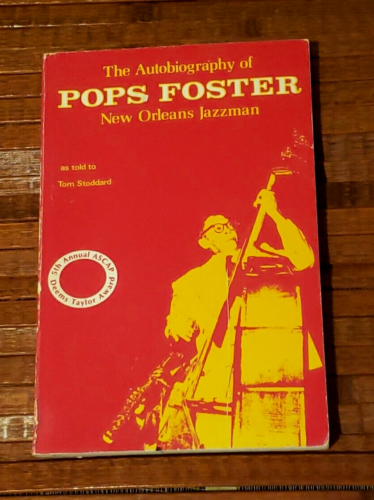 The Autobiography of
POPS FOSTER
New Orleans Jazzman
as told to
Tom Stoddard
5th Annual ASCAP
Deems Taylor Award